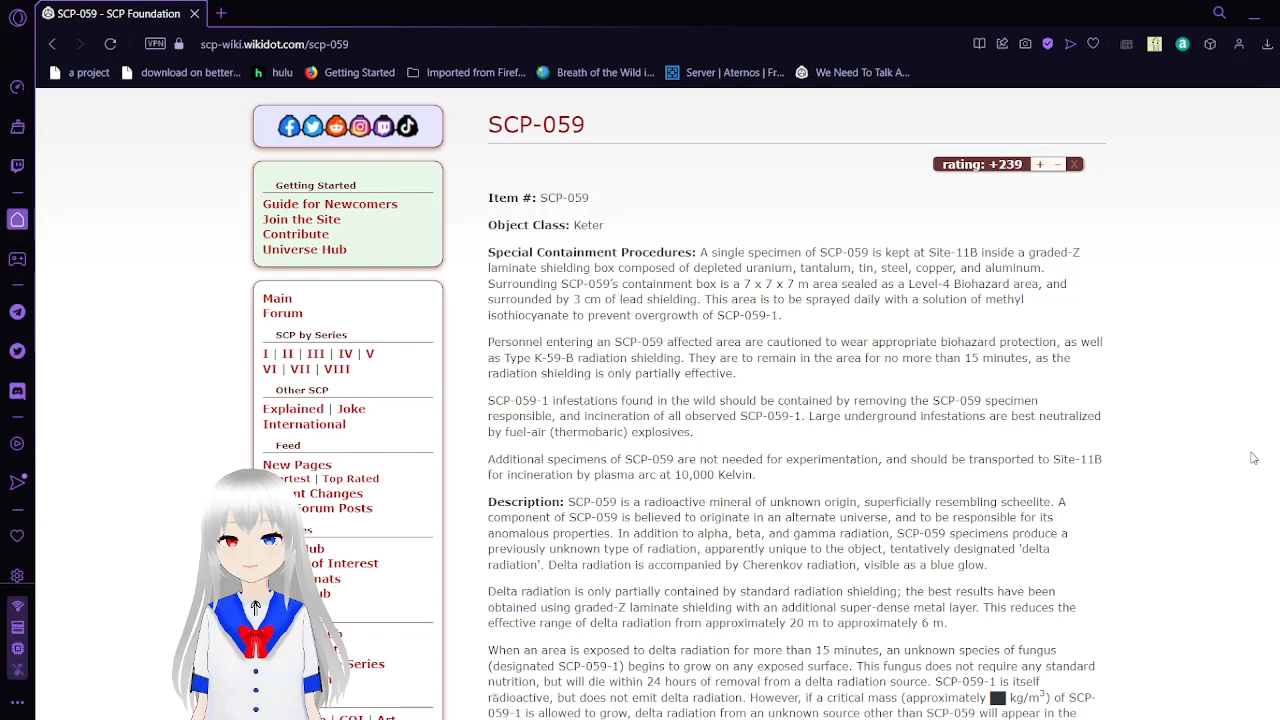 SCP-059 - SCP Foundation
VPN
scp-wiki.wikidot.com/scp-059
a project
download on better...
hulu
Getting Started
Imported from Firef...
Breath of the Wild i...
Server | Aternos | Fr...
We Need To Talk A...
Getting Started
Guide for Newcomers
Join the Site
Contribute
Universe Hub
Main
Forum
SCP by Series
I | II | III | IV | V
VI | VII | VIII
Other SCP
Explained | Joke
International
Feed
New Pages
ertest | Top Rated
nt Changes
orum Posts
es
ub
of Interest
nats
ub
Series
| GOI | Art
SCP-059
rating: +239 + – X
Item #: SCP-059
Object Class: Keter
Special Containment Procedures: A single specimen of SCP-059 is kept at Site-11B inside a graded-Z
laminate shielding box composed of depleted uranium, tantalum, tin, steel, copper, and aluminum.
Surrounding SCP-059's containment box is a 7 x 7 x 7 m area sealed as a Level-4 Biohazard area, and
surrounded by 3 cm of lead shielding. This area is to be sprayed daily with a solution of methyl
isothiocyanate to prevent overgrowth of SCP-059-1.
Personnel entering an SCP-059 affected area are cautioned to wear appropriate biohazard protection, as well
as Type K-59-B radiation shielding. They are to remain in the area for no more than 15 minutes, as the
radiation shielding is only partially effective.
SCP-059-1 infestations found in the wild should be contained by removing the SCP-059 specimen
responsible, and incineration of all observed SCP-059-1. Large underground infestations are best neutralized
by fuel-air (thermobaric) explosives.
Additional specimens of SCP-059 are not needed for experimentation, and should be transported to Site-11B
for incineration by plasma arc at 10,000 Kelvin.
Description: SCP-059 is a radioactive mineral of unknown origin, superficially resembling scheelite. A
component of SCP-059 is believed to originate in an alternate universe, and to be responsible for its
anomalous properties. In addition to alpha, beta, and gamma radiation, SCP-059 specimens produce a
previously unknown type of radiation, apparently unique to the object, tentatively designated 'delta
radiation'. Delta radiation is accompanied by Cherenkov radiation, visible as a blue glow.
Delta radiation is only partially contained by standard radiation shielding; the best results have been
obtained using graded-Z laminate shielding with an additional super-dense metal layer. This reduces the
effective range of delta radiation from approximately 20 m to approximately 6 m.
When an area is exposed to delta radiation for more than 15 minutes, an unknown species of fungus
(designated SCP-059-1) begins to grow on any exposed surface. This fungus does not require any standard
nutrition, but will die within 24 hours of removal from a delta radiation source. SCP-059-1 is itself
radioactive, but does not emit delta radiation. However, if a critical mass (approximately ██ kg/m³) of SCP-
059-1 is allowed to grow, delta radiation from an unknown source other than SCP-059 will appear in the